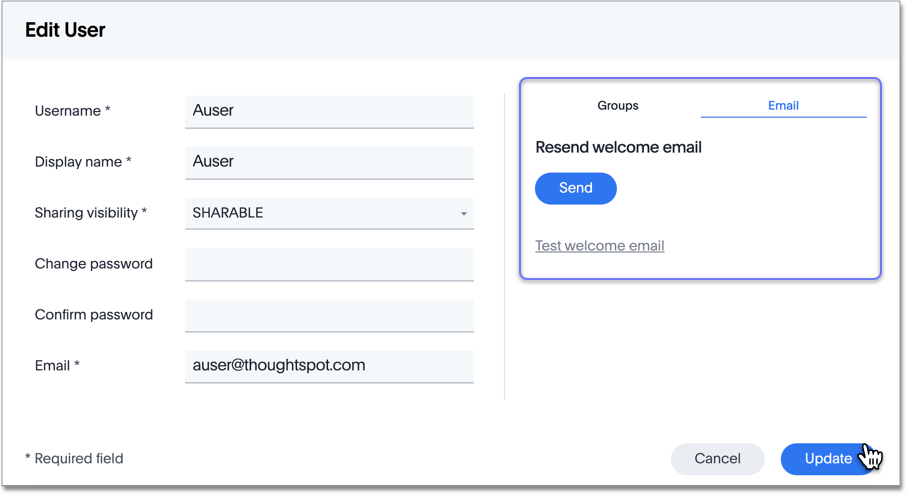 Edit User
Username * Auser
Display name * Auser
Sharing visibility * SHARABLE
Change password
Confirm password
Email * auser@thoughtspot.com
Groups Email
Resend welcome email
Send
Test welcome email
* Required field
Cancel Update